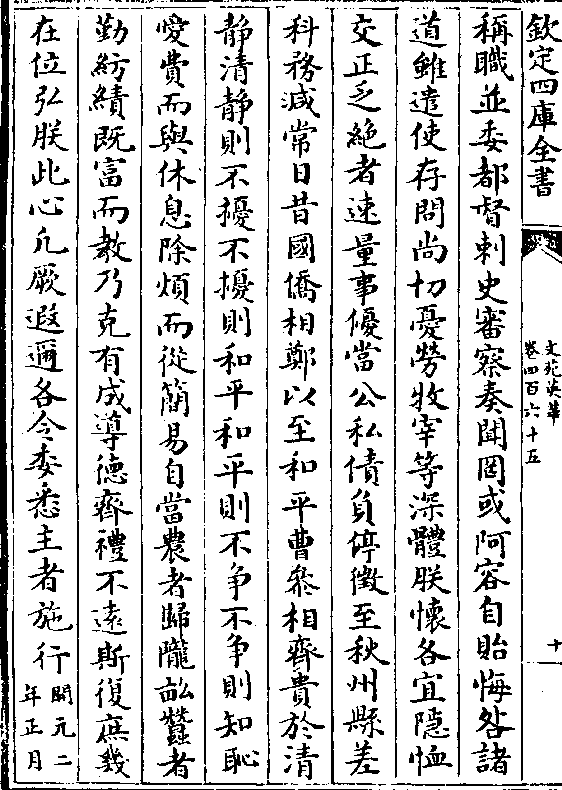 欽定四庫全書
文苑英華
卷四百六十五
十一
稱職並委都督刺史審察奏聞罔或阿容自貽悔咎諸
道雖遣使存問尚切憂勞牧宰等深體朕懷各宜隱恤
交正乏絶者速量事優當公私債負停徵至秋州縣差
科務減常日昔國僑相鄭以至和平曹叅相齊貴於清
静清静則不擾不擾則和平和平則不争不争則知恥
愛費而與休息除煩而從簡易自當農者歸隴畝蠶者
勤紡績既富而教乃克有成導德齊禮不遠斯復庶幾
在位弘朕此心凡厥遐邇各令委悉主者施行開元二
年正月